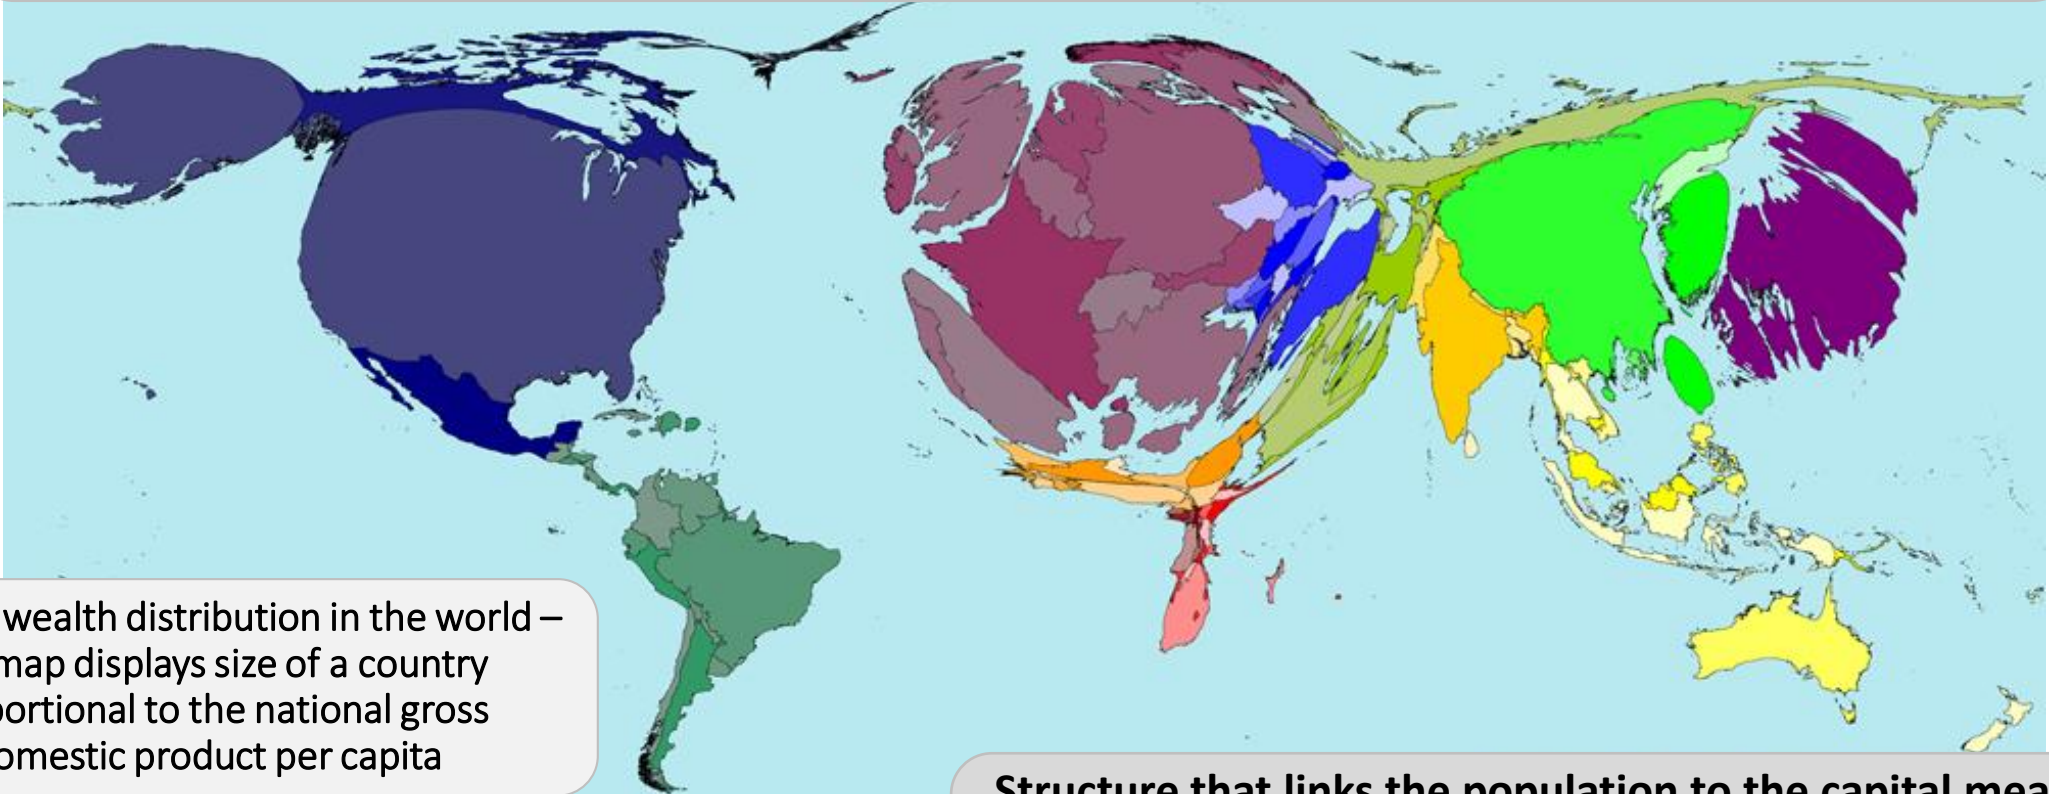 wealth distribution in the world –
map displays size of a country
portional to the national gross
omestic product per capita
Structure that links the population to the capital mea